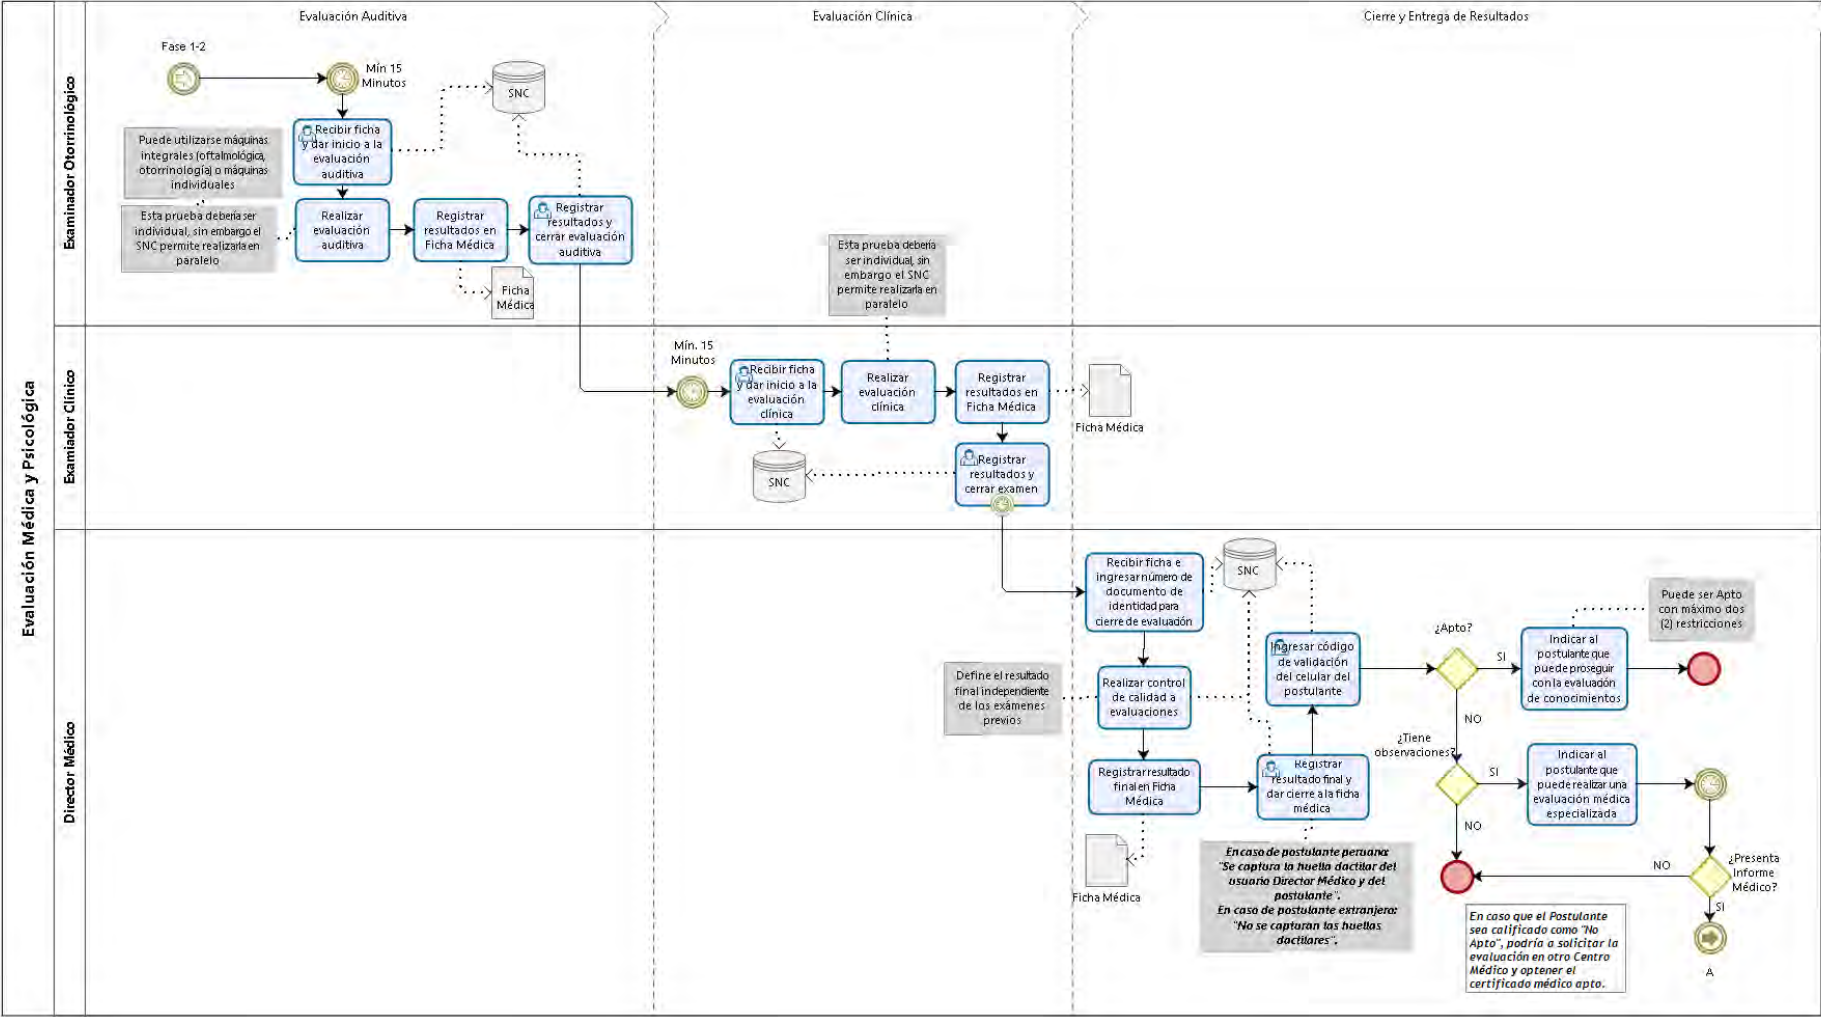 Evaluación Auditiva
Evaluación Clínica
Cierre y Entrega de Resultados
Evaluación Médica y Psicológica
Examinador Otorrinológico
Fase 1-2
Mín 15
Minutos
SNC
Recibir ficha
y dar inicio a la
evaluación
auditiva
Puede utilizarse máquinas
integrales (oftalmológica,
otorrinología) o máquinas
individuales
Esta prueba debería ser
individual, sin embargo el
SNC permite realizarla en
paralelo
Realizar
evaluación
auditiva
Registrar
resultados en
Ficha Médica
Registrar
resultados y
cerrar evaluación
auditiva
Ficha
Médica
Esta prueba debería
ser individual, sin
embargo el SNC
permite realizarla en
paralelo
Examiador Clínico
Mín. 15
Minutos
Recibir ficha
y dar inicio a la
evaluación
clínica
Realizar
evaluación
clínica
Registrar
resultados en
Ficha Médica
Ficha Médica
SNC
Registrar
resultados y
cerrar examen
Director Médico
Recibir ficha e
ingresar número de
documento de
identidad para
cierre de evaluación
SNC
Define el resultado
final independiente
de los exámenes
previos
Realizar control
de calidad a
evaluaciones
Registrar resultado
final en Ficha
Médica
Ficha Médica
Registrar
resultado final y
dar cierre a la ficha
médica
Ingresar código
de validación
del celular del
postulante
En caso de postulante peruano:
"Se captura la huella dactilar del
usuario Director Médico y del
postulante".
En caso de postulante extranjero:
"No se capturan las huellas
dactilares".
¿Apto?
SI
NO
Indicar al
postulante que
puede proseguir
con la evaluación
de conocimientos
Puede ser Apto
con máximo dos
(2) restricciones
¿Tiene
observaciones?
SI
NO
Indicar al
postulante que
puede realizar una
evaluación médica
especializada
¿Presenta
Informe
Médico?
NO
SI
A
En caso que el Postulante
sea calificado como "No
Apto", podría a solicitar la
evaluación en otro Centro
Médico y optener el
certificado médico apto.